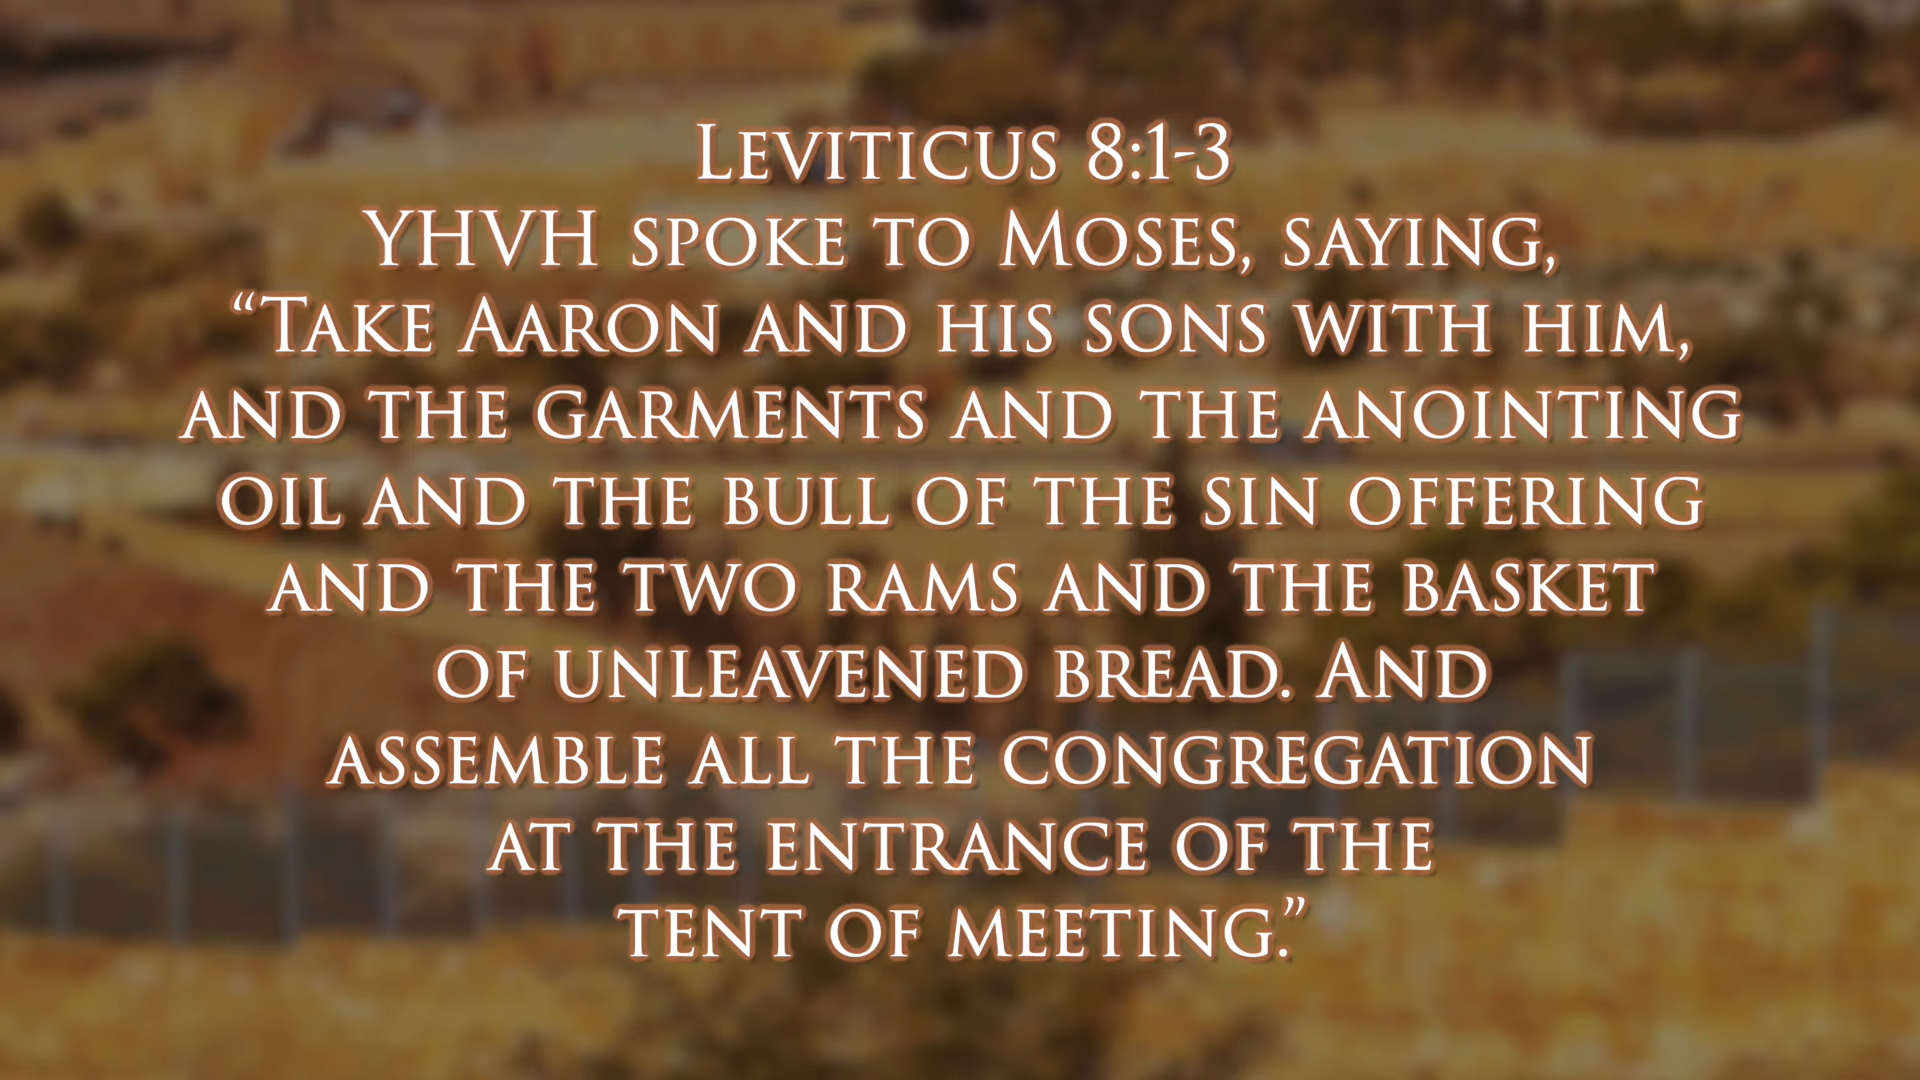 Leviticus 8:1-3
YHVH spoke to Moses, saying,
“Take Aaron and his sons with him,
and the garments and the anointing
oil and the bull of the sin offering
and the two rams and the basket
of unleavened bread. And
assemble all the congregation
at the entrance of the
tent of meeting.”